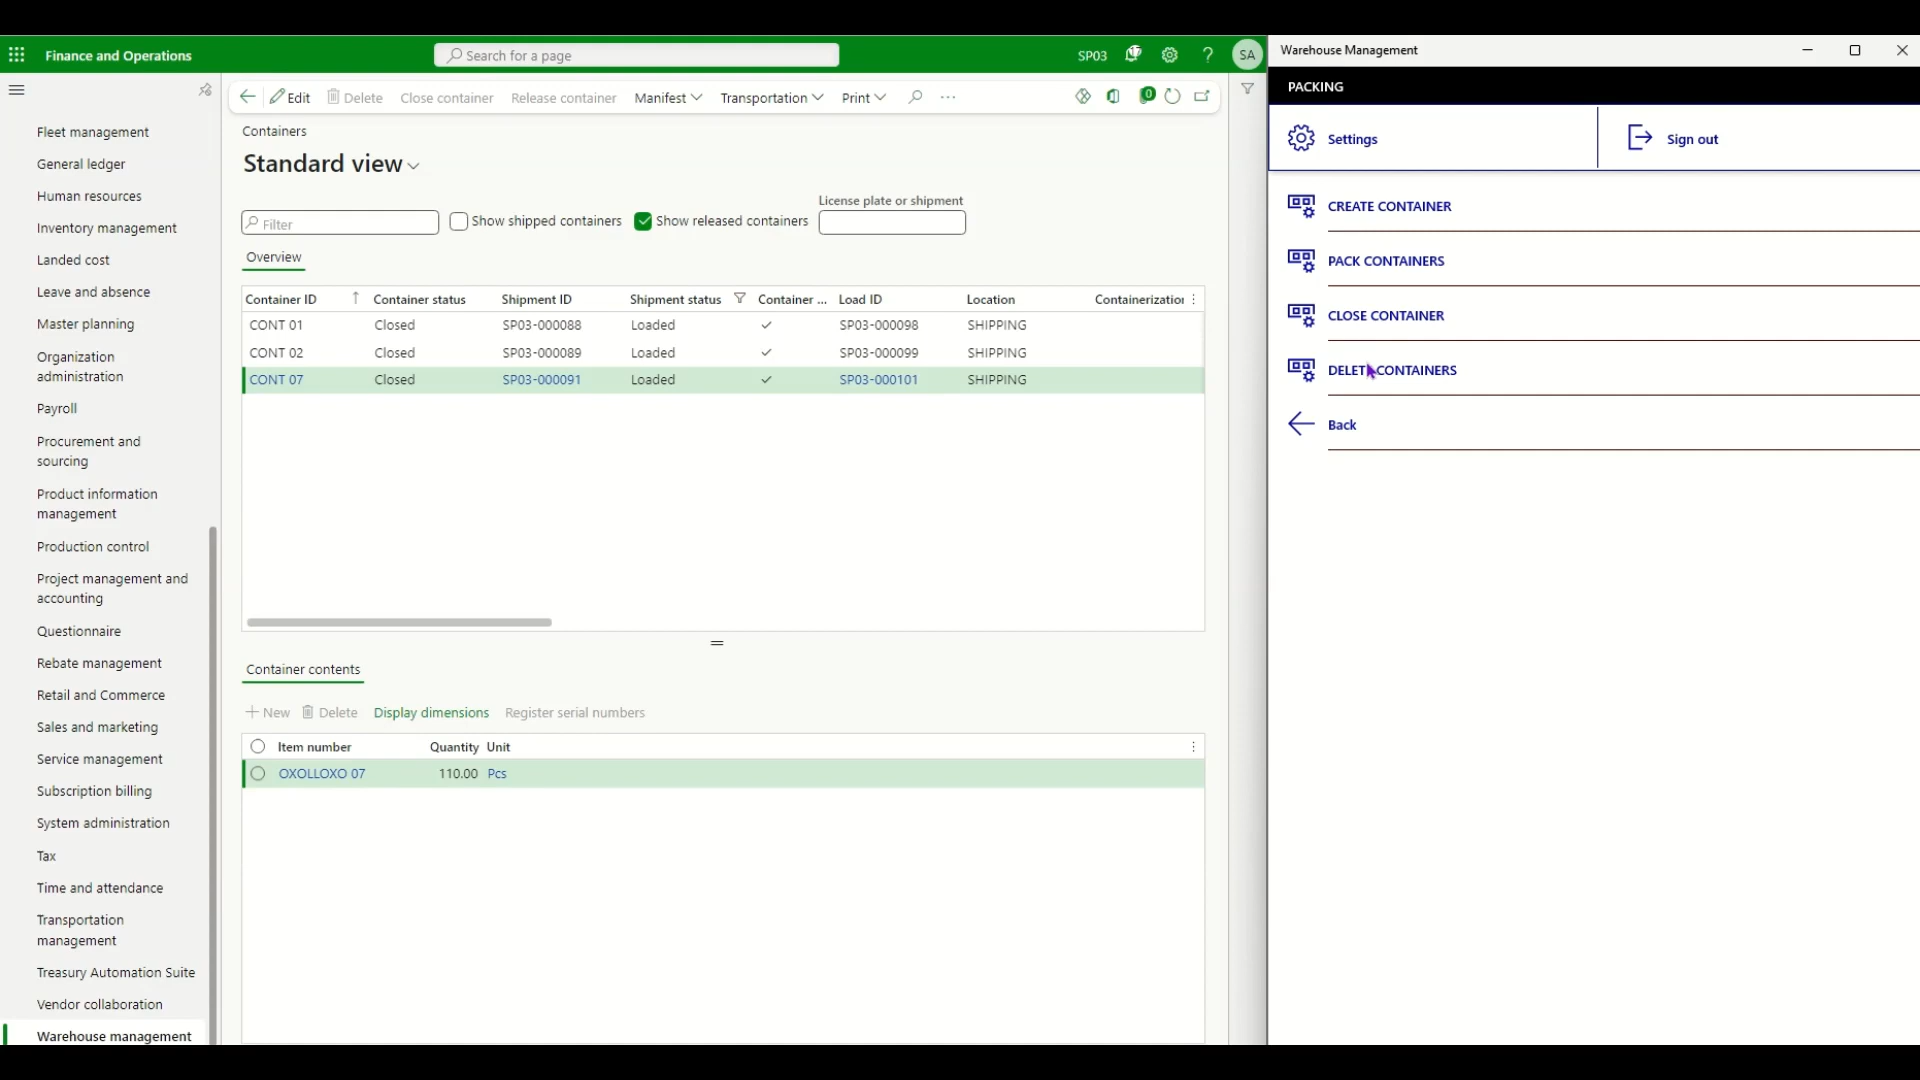 Finance and Operations
Search for a page
SP03
?
SA
Fleet management
General ledger
Human resources
Inventory management
Landed cost
Leave and absence
Master planning
Organization
administration
Payroll
Procurement and
sourcing
Product information
management
Production control
Project management and
accounting
Questionnaire
Rebate management
Retail and Commerce
Sales and marketing
Service management
Subscription billing
System administration
Tax
Time and attendance
Transportation
management
Treasury Automation Suite
Vendor collaboration
Warehouse management
Edit Delete Close container Release container Manifest Transportation Print ... 0
Containers
Standard view
Filter
Show shipped containers
Show released containers
License plate or shipment
Overview
Container ID Container status Shipment ID Shipment status Container ... Load ID Location Containerization
CONT 01 Closed SP03-000088 Loaded SP03-000098 SHIPPING
CONT 02 Closed SP03-000089 Loaded SP03-000099 SHIPPING
CONT 07 Closed SP03-000091 Loaded SP03-000101 SHIPPING
Container contents
New Delete Display dimensions Register serial numbers
Item number Quantity Unit
OXOLLOXO 07 110.00 Pcs
Warehouse Management
PACKING
Settings
Sign out
CREATE CONTAINER
PACK CONTAINERS
CLOSE CONTAINER
DELETE CONTAINERS
Back